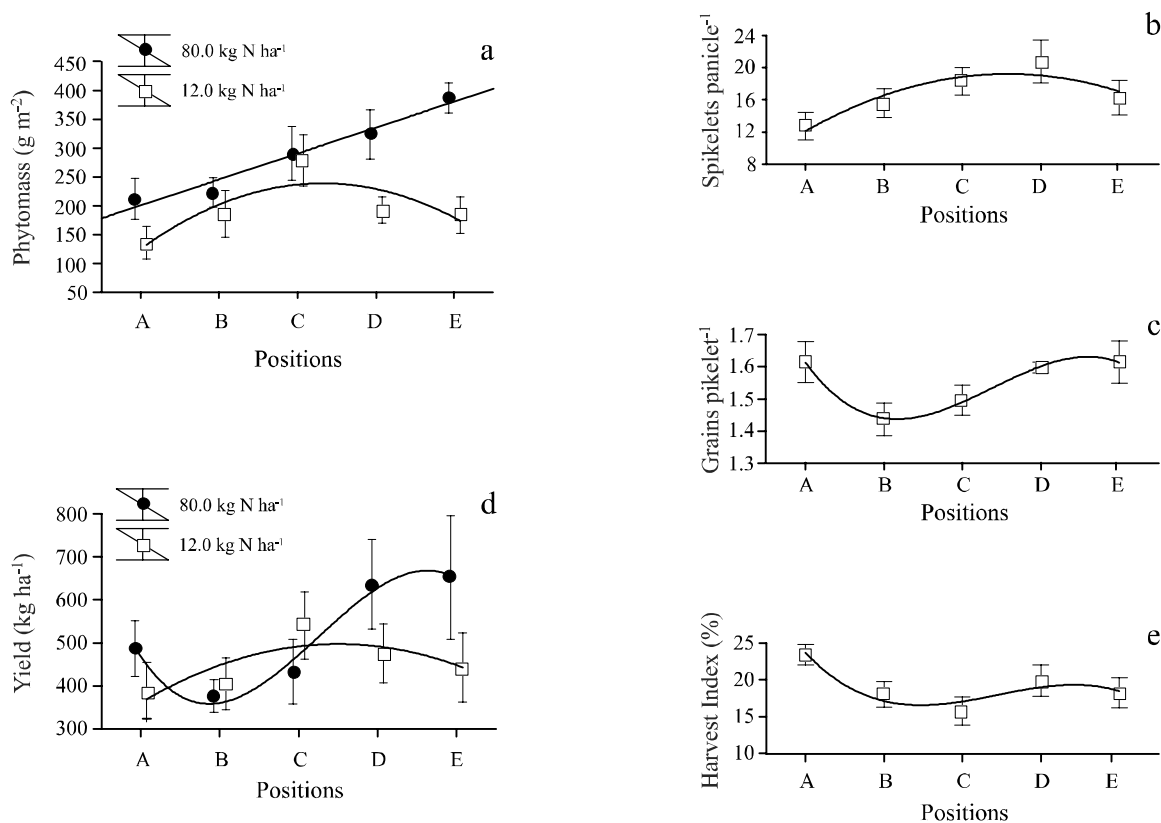 a
80.0 kg N ha⁻¹
12.0 kg N ha⁻¹
Phytomass (g m⁻²)
450
400
350
300
250
200
150
100
50
A B C D E
Positions
b
Spikelets panicle⁻¹
24
20
16
12
8
A B C D E
Positions
c
Grains pikelet⁻¹
1.7
1.6
1.5
1.4
1.3
A B C D E
Positions
d
80.0 kg N ha⁻¹
12.0 kg N ha⁻¹
Yield (kg ha⁻¹)
800
700
600
500
400
300
A B C D E
Positions
e
Harvest Index (%)
25
20
15
10
A B C D E
Positions